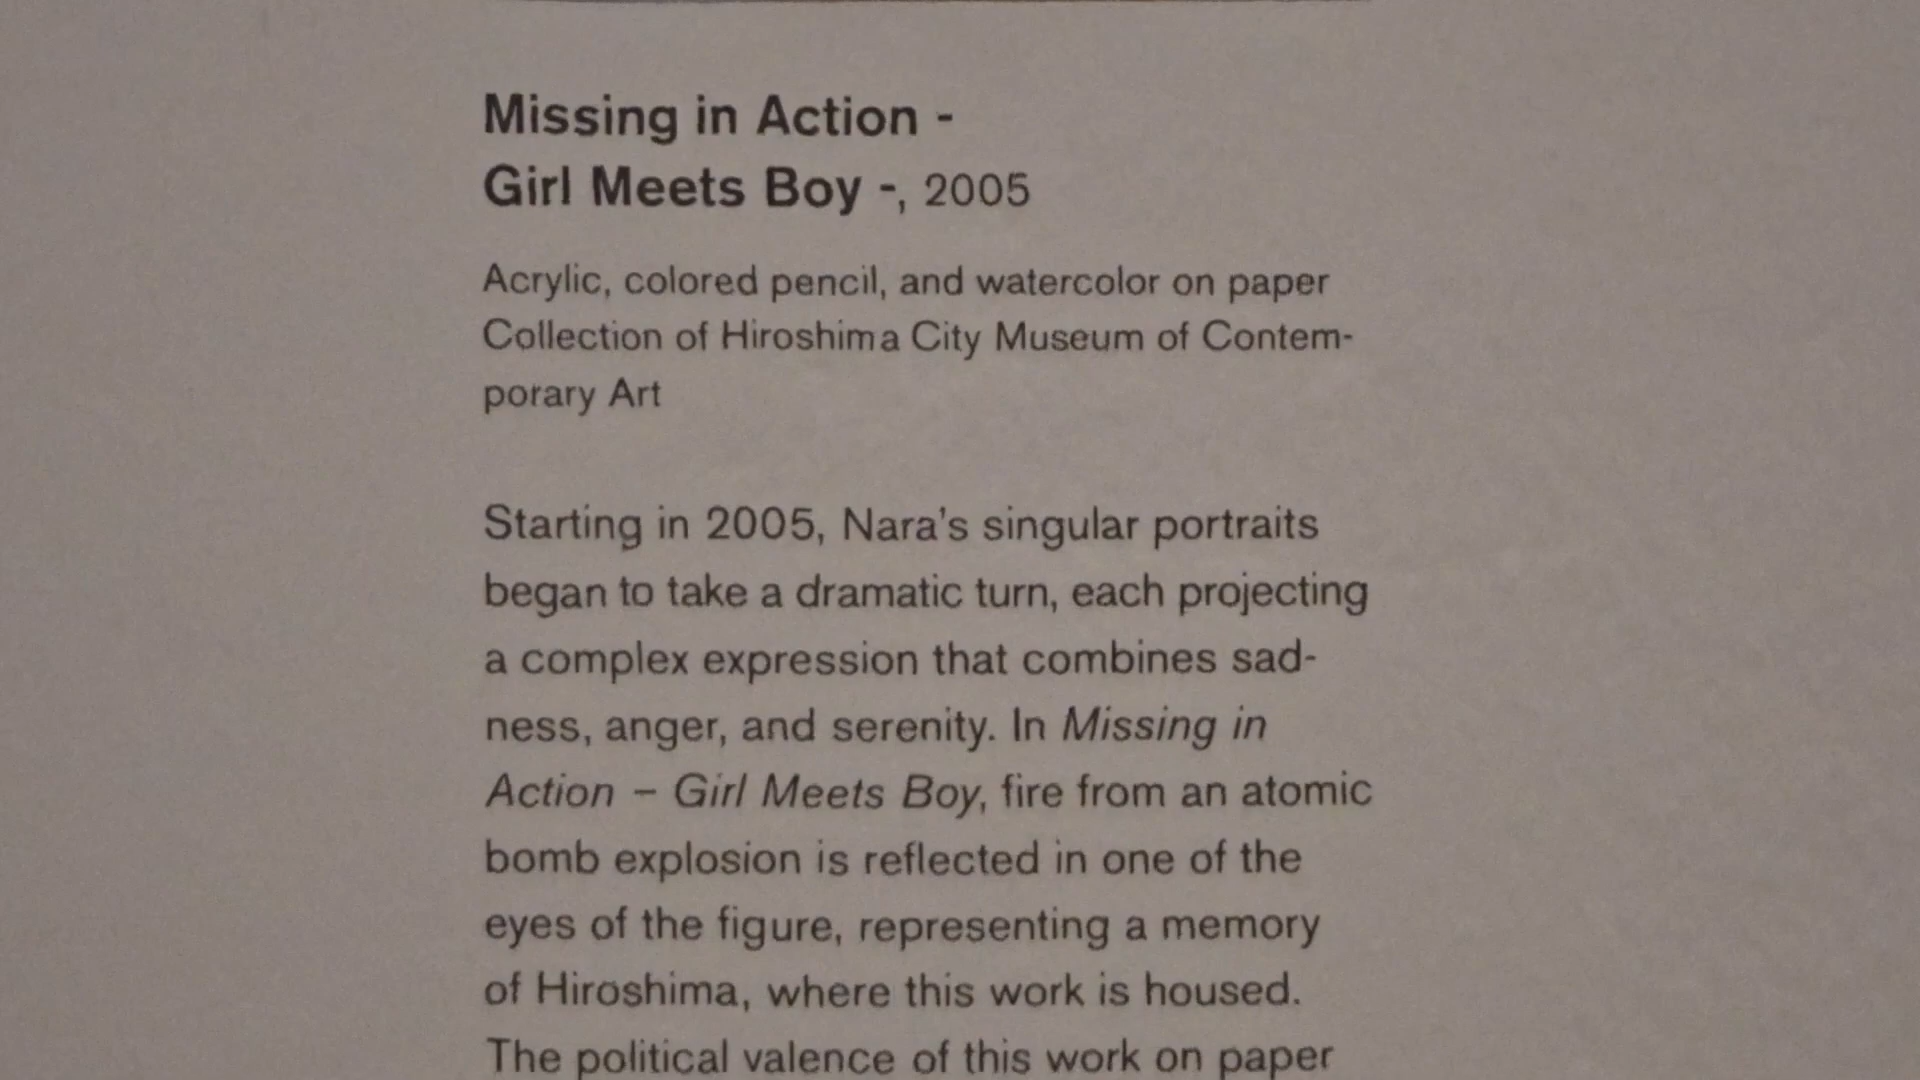 Missing in Action -
Girl Meets Boy -, 2005
Acrylic, colored pencil, and watercolor on paper
Collection of Hiroshima City Museum of Contem-
porary Art
Starting in 2005, Nara's singular portraits
began to take a dramatic turn, each projecting
a complex expression that combines sad-
ness, anger, and serenity. In Missing in
Action – Girl Meets Boy, fire from an atomic
bomb explosion is reflected in one of the
eyes of the figure, representing a memory
of Hiroshima, where this work is housed.
The political valence of this work on paper